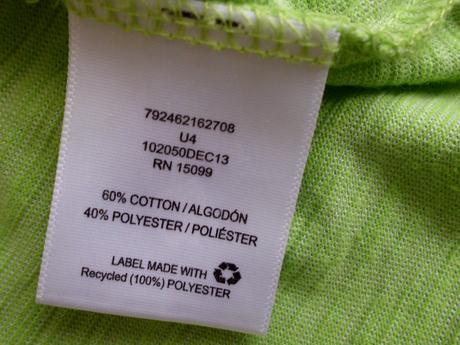 792462162708
U4
102050DEC13
RN 15099
60% COTTON / ALGODÓN
40% POLYESTER / POLIÉSTER
LABEL MADE WITH
Recycled (100%) POLYESTER